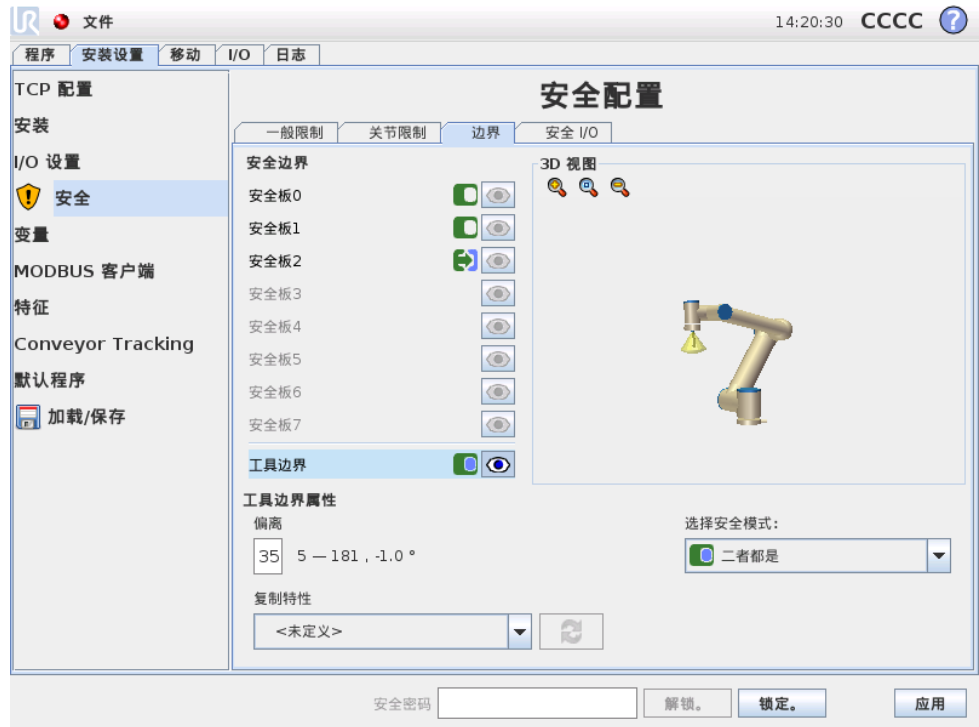 UR 文件 14:20:30 CCCC ?
程序 安装设置 移动 I/O 日志
TCP 配置
安装
I/O 设置
安全
变量
MODBUS 客户端
特征
Conveyor Tracking
默认程序
加载/保存
安全配置
一般限制 关节限制 边界 安全 I/O
安全边界
安全板0
安全板1
安全板2
安全板3
安全板4
安全板5
安全板6
安全板7
工具边界
3D 视图
工具边界属性
偏离
35 5 — 181 , -1.0 °
选择安全模式:
二者都是
复制特性
<未定义>
安全密码 解锁。 锁定。 应用